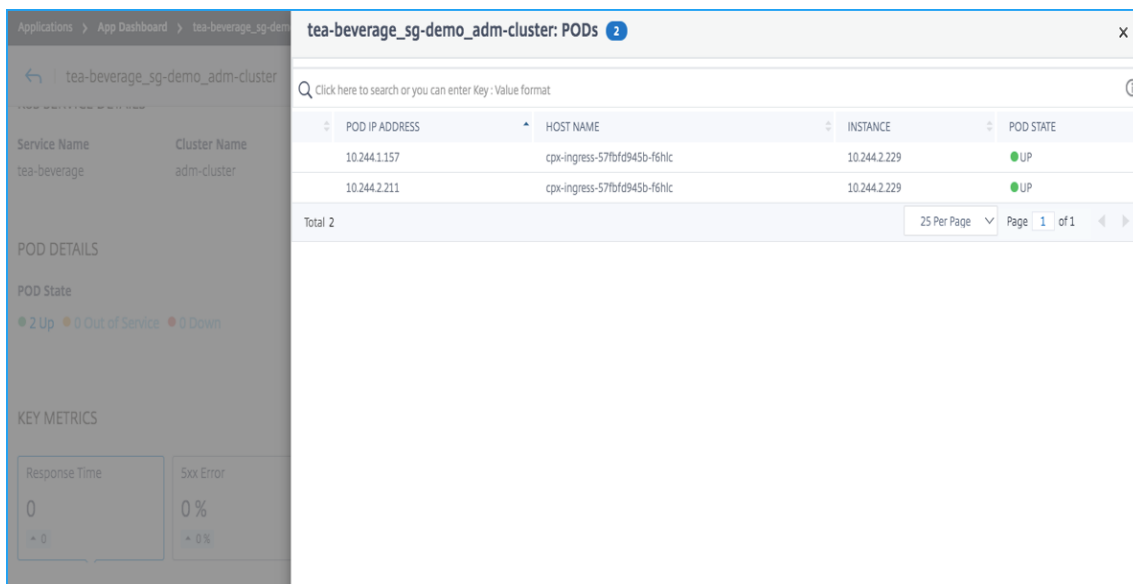 Applications > App Dashboard > tea-beverage_sg-dem
tea-beverage_sg-demo_adm-cluster
Service Name Cluster Name
tea-beverage adm-cluster
POD DETAILS
POD State
2 Up 0 Out of Service 0 Down
KEY METRICS
Response Time 5xx Error
0 0 %
0 0 %
tea-beverage_sg-demo_adm-cluster: PODs 2 X
Click here to search or you can enter Key : Value format
POD IP ADDRESS HOST NAME INSTANCE POD STATE
10.244.1.157 cpx-ingress-57fbfd945b-f6hlc 10.244.2.229 UP
10.244.2.211 cpx-ingress-57fbfd945b-f6hlc 10.244.2.229 UP
Total 2 25 Per Page Page 1 of 1